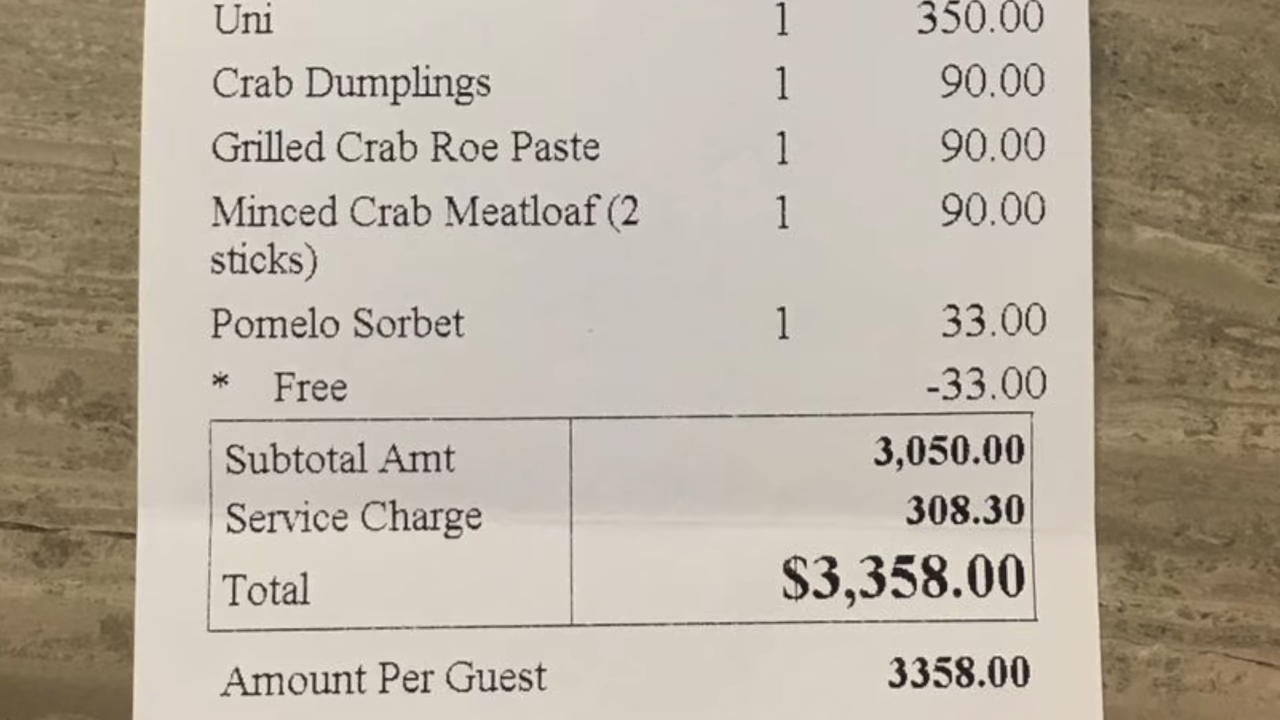 Uni 1 350.00
Crab Dumplings 1 90.00
Grilled Crab Roe Paste 1 90.00
Minced Crab Meatloaf (2 1 90.00
sticks)
Pomelo Sorbet 1 33.00
* Free -33.00
Subtotal Amt 3,050.00
Service Charge 308.30
Total $3,358.00
Amount Per Guest 3358.00